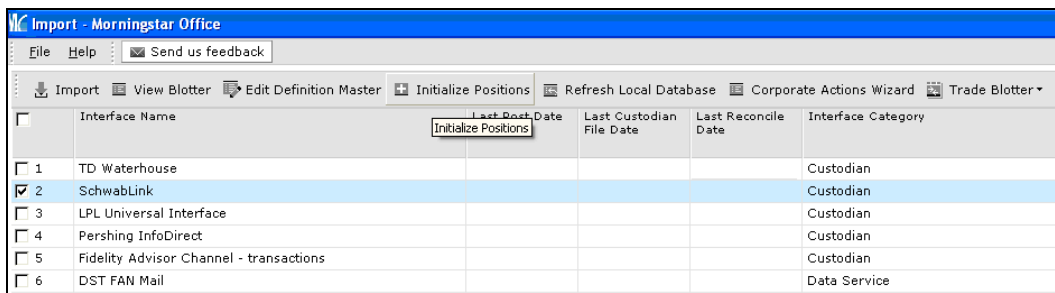 Import - Morningstar Office
File Help Send us feedback
Import View Blotter Edit Definition Master Initialize Positions Refresh Local Database Corporate Actions Wizard Trade Blotter
Interface Name Last Post Date Last Custodian File Date Last Reconcile Date Interface Category
Initialize Positions
1 TD Waterhouse Custodian
2 SchwabLink Custodian
3 LPL Universal Interface Custodian
4 Pershing InfoDirect Custodian
5 Fidelity Advisor Channel - transactions Custodian
6 DST FAN Mail Data Service